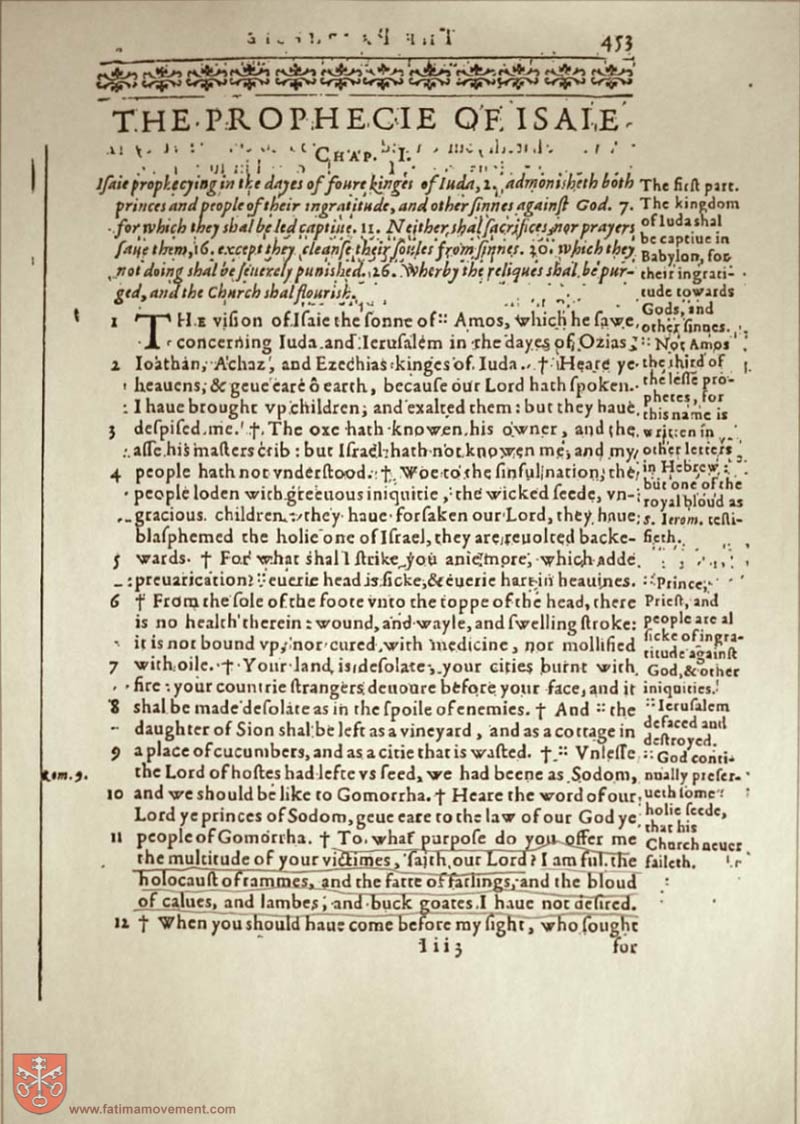 453
THE PROPHECIE OF ISAIE
CHAP. I.
Isaie prophecying in the dayes of foure kinges of Iuda, 2. admonisheth both
princes and people of their ingratitude, and other sinnes against God. 7.
for which they shal be led captiue. 11. Neither shal sacrifices, nor prayers
saue them, 16. except they cleanse their soules from sinnes. 20. which they
not doing shal be seuerely punished. 26. Wherby the reliques shal be pur-
ged, and the Church shal flourish.
1 THE vision of Isaie the sonne of :: Amos, which he sawe
concerning Iuda and Ierusalem in the dayes of Ozias,
2 Ioathan, Achaz, and Ezechias kinges of Iuda. † Heare ye
heauens, & geue eare ô earth, because our Lord hath spoken.
I haue brought vp children, and exalted them: but they haue
3 despised me. †. The oxe hath knowen his owner, and the
asse his masters crib: but Israel hath not knowen me, and my
4 people hath not vnderstood. † Woe to the sinful nation, the
people loden with greeuous iniquitie, the wicked seede, vn-
gracious children: they haue forsaken our Lord, they haue
blasphemed the holie one of Israel, they are reuolted backe-
5 wards. † For what shal I strike you anie more, which adde
preuarication? :: euerie head is sicke, & euerie hart in heauines.
6 † From the sole of the foote vnto the toppe of the head, there
is no health therein: wound, and wayle, and swelling stroke:
it is not bound vp, nor cured with medicine, nor mollified
7 with oile. † Your land is desolate, your cities burnt with
fire: your countrie strangers deuoure before your face, and it
8 shal be made desolate as in the spoile of enemies. † And :: the
daughter of Sion shal be left as a vineyard, and as a cottage in
9 a place of cucumbers, and as a citie that is wasted. † :: Vnlesse
the Lord of hostes had lefte vs seed, we had beene as Sodom,
10 and we should be like to Gomorrha. † Heare the word of our
Lord ye princes of Sodom, geue eare to the law of our God ye
11 people of Gomorrha. † To what purpose do you offer me
the multitude of your victimes, saith our Lord? I am ful. the
holocaust of rammes, and the fatte of fatlings, and the bloud
of calues, and lambes, and buck goates I haue not desired.
12 † When you should haue come before my sight, who sought
Iii3 for
The first part.
The kingdom
of Iuda shal
be captiue in
Babylon, for
their ingrati-
tude towards
Gods, and
other sinnes.
:: Not Amos
the third of
the lesse pro-
phetes, for
this name is
written in
other letters
in Hebrew:
but one of the
royal bloud as
S. Ierom. testi-
fieth.
:: Prince,
Priest, and
people are al
sicke of ingra-
titude against
God, & other
iniquities.
:: Ierusalem
defaced and
destroyed.
:: God conti-
nually preser-
ueth some
holie seede,
that his
Church neuer
faileth.
Rom. 9.
www.fatimamovement.com